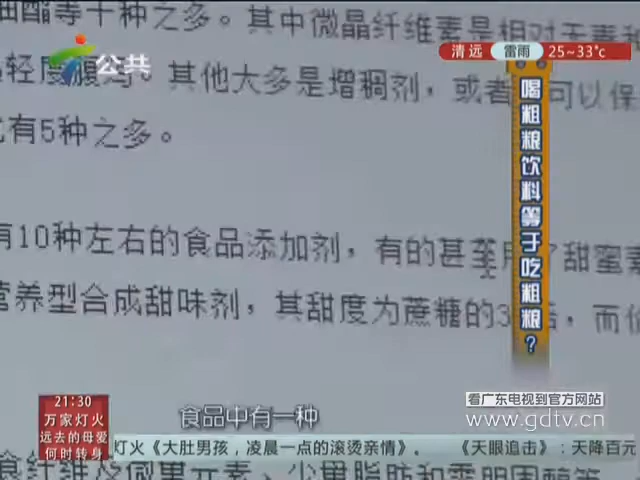 油酯等十种之多。其中微晶纤维素是相对无毒
公共
清远 雷雨 25~33℃
轻度腹泻。其他大多是增稠剂，或者 可以保
有5种之多。
喝粗粮饮料等于吃粗粮？
有10种左右的食品添加剂，有的甚至用了甜蜜素
营养型合成甜味剂，其甜度为蔗糖的3 ，而
看广东电视到官方网站
www.gdtv.cn
21:30
万家灯火
远去的母爱
何时转身
食品中有一种
灯火《大肚男孩，凌晨一点的滚烫亲情》。 《天眼追击》：天降百元